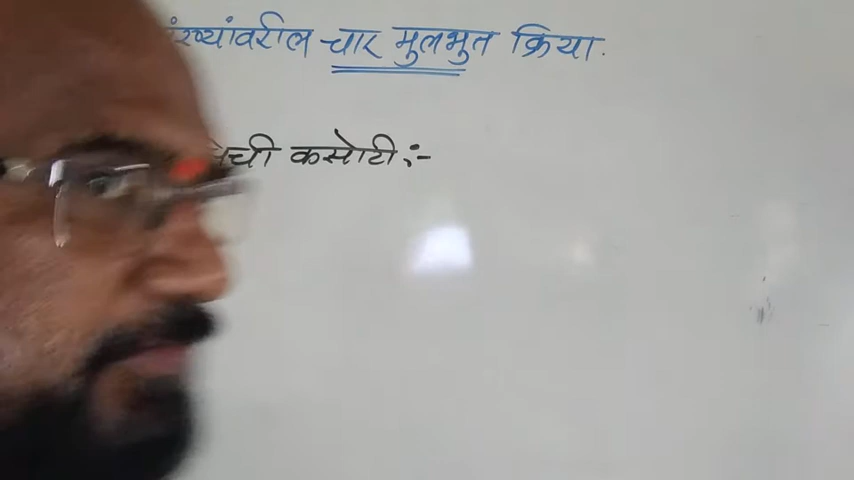 संख्यांवरील चार मुलभुत क्रिया.
ची कसोटी :-